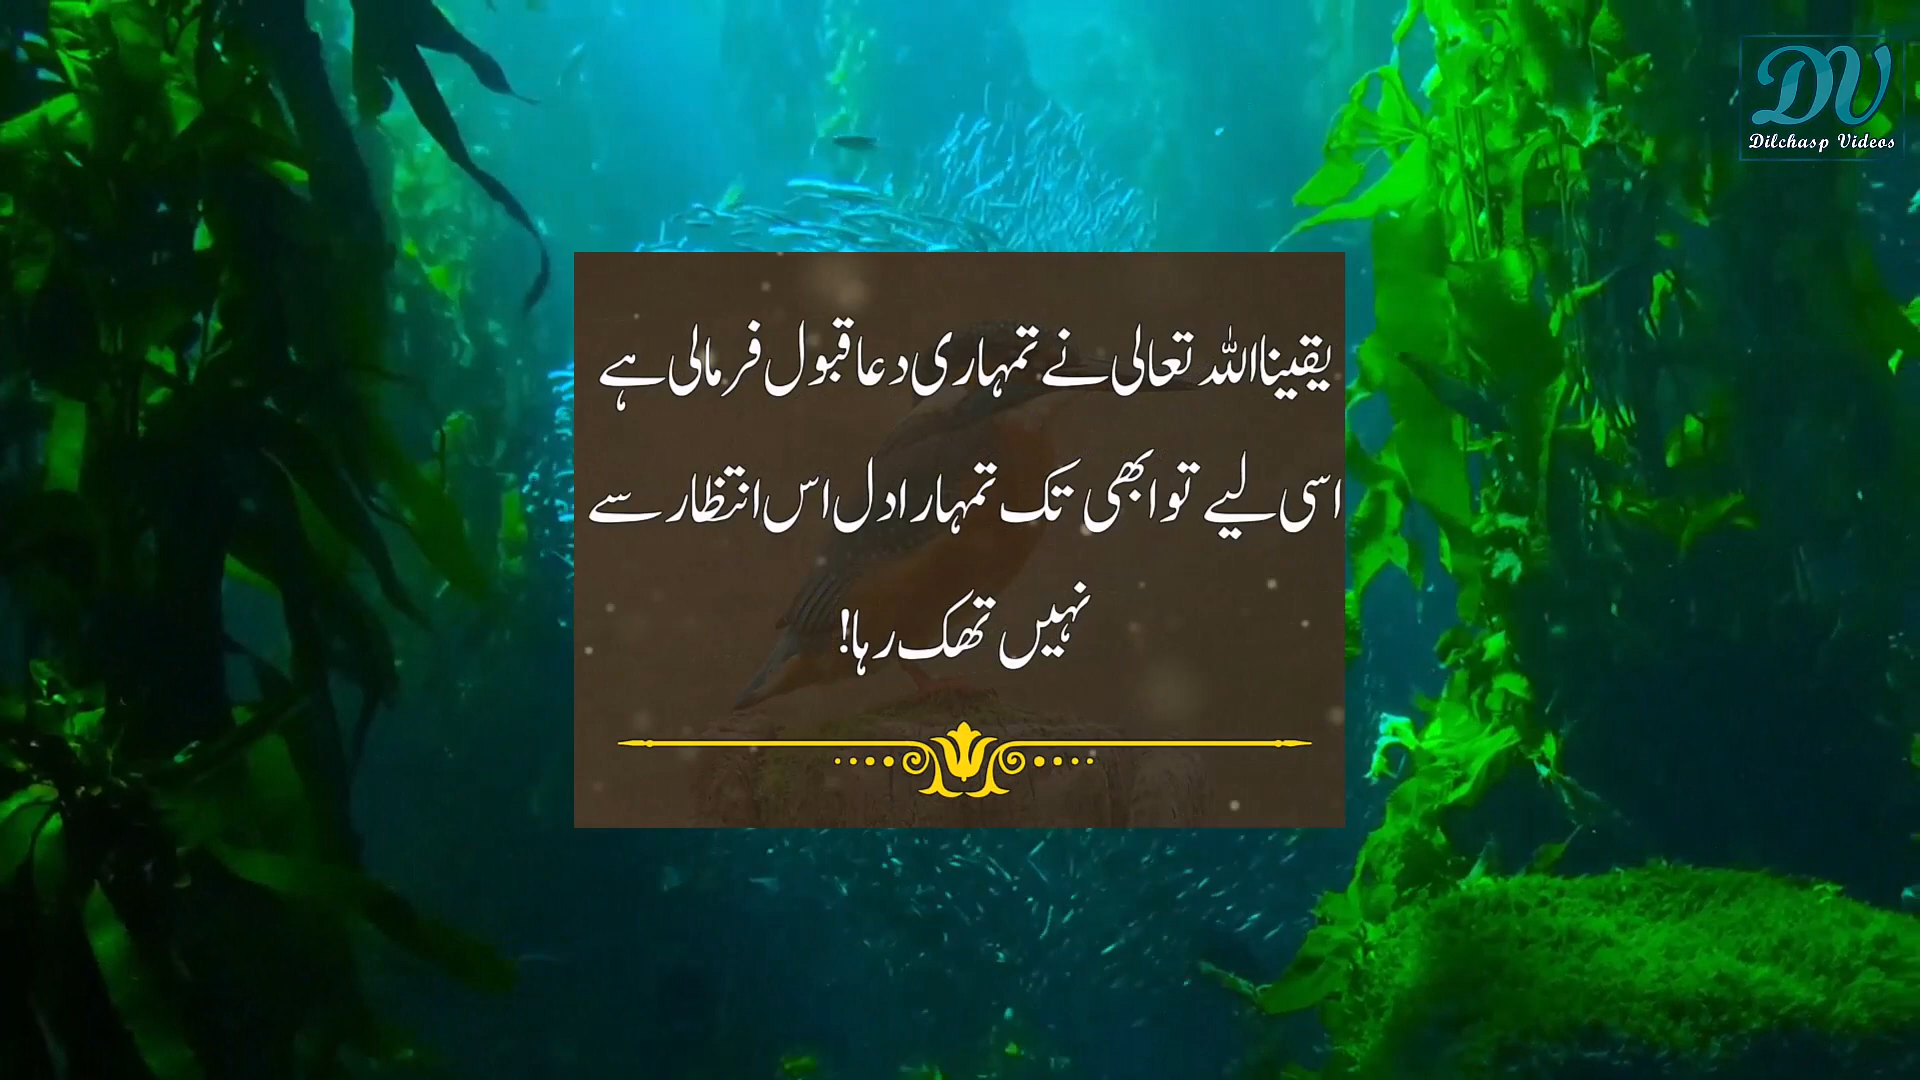 DV
Dilchasp Videos
یقینا اللہ تعالی نے تمہاری دعا قبول فرمالی ہے
اسی لیے تو ابھی تک تمہارا دل اس انتظار سے
نہیں تھک رہا!